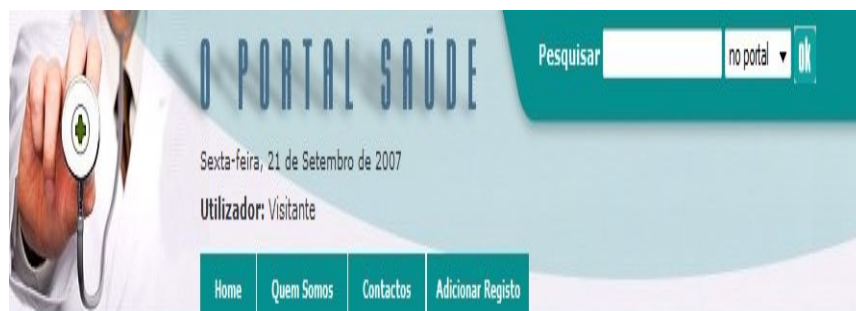 O PORTAL SAÚDE
Pesquisar no portal ok
Sexta-feira, 21 de Setembro de 2007
Utilizador: Visitante
Home Quem Somos Contactos Adicionar Registo